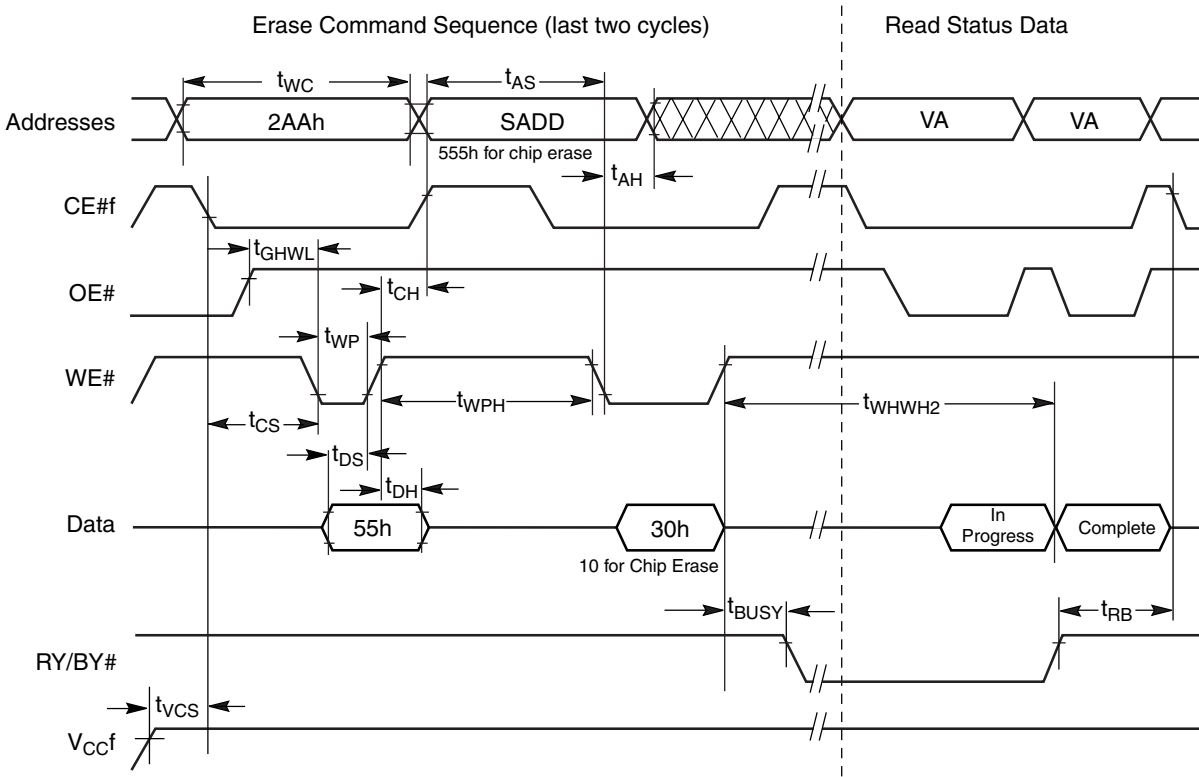 Erase Command Sequence (last two cycles)
Read Status Data
tWC
tAS
Addresses
2AAh
SADD
VA
VA
555h for chip erase
tAH
CE#f
tGHWL
OE#
tCH
tWP
WE#
tWPH
tWHWH2
tCS
tDS
tDH
Data
55h
30h
In
Progress
Complete
10 for Chip Erase
tBUSY
tRB
RY/BY#
tVCS
VCCf